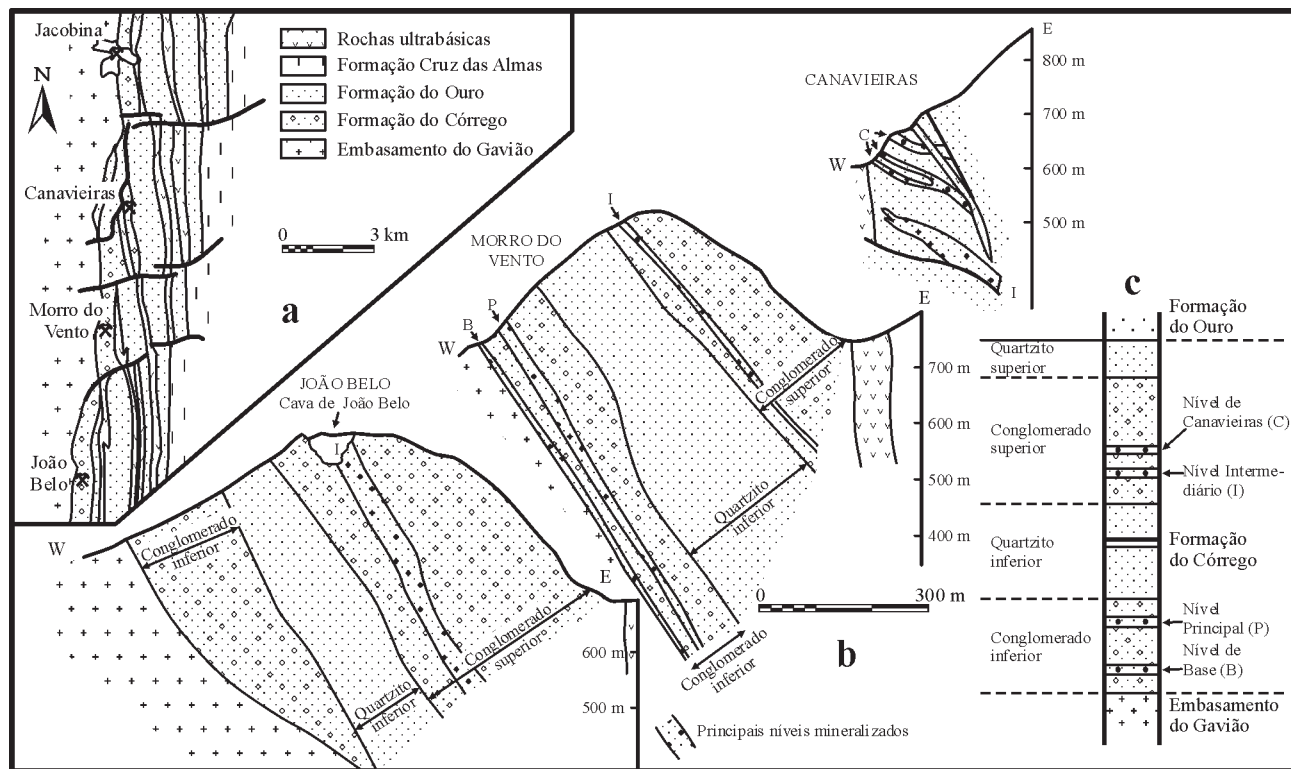 Jacobina
N
Canavieiras
Morro do
Vento
João
Belo
a
0 3 km
Rochas ultrabásicas
Formação Cruz das Almas
Formação do Ouro
Formação do Córrego
Embasamento do Gavião
JOÃO BELO
Cava de João Belo
I
W
E
Conglomerado
inferior
Quartzito
inferior
Conglomerado
superior
600 m
500 m
MORRO DO
VENTO
W
B
P
I
E
Conglomerado
superior
Quartzito
inferior
Conglomerado
inferior
700 m
600 m
500 m
400 m
0 300 m
b
Principais níveis mineralizados
CANAVIEIRAS
C
W
E
I
800 m
700 m
600 m
500 m
c
Formação
do Ouro
Quartzito
superior
Conglomerado
superior
Nível de
Canavieiras (C)
Nível Interme-
diário (I)
Quartzito
inferior
Formação
do Córrego
Conglomerado
inferior
Nível
Principal (P)
Nível de
Base (B)
Embasamento
do Gavião